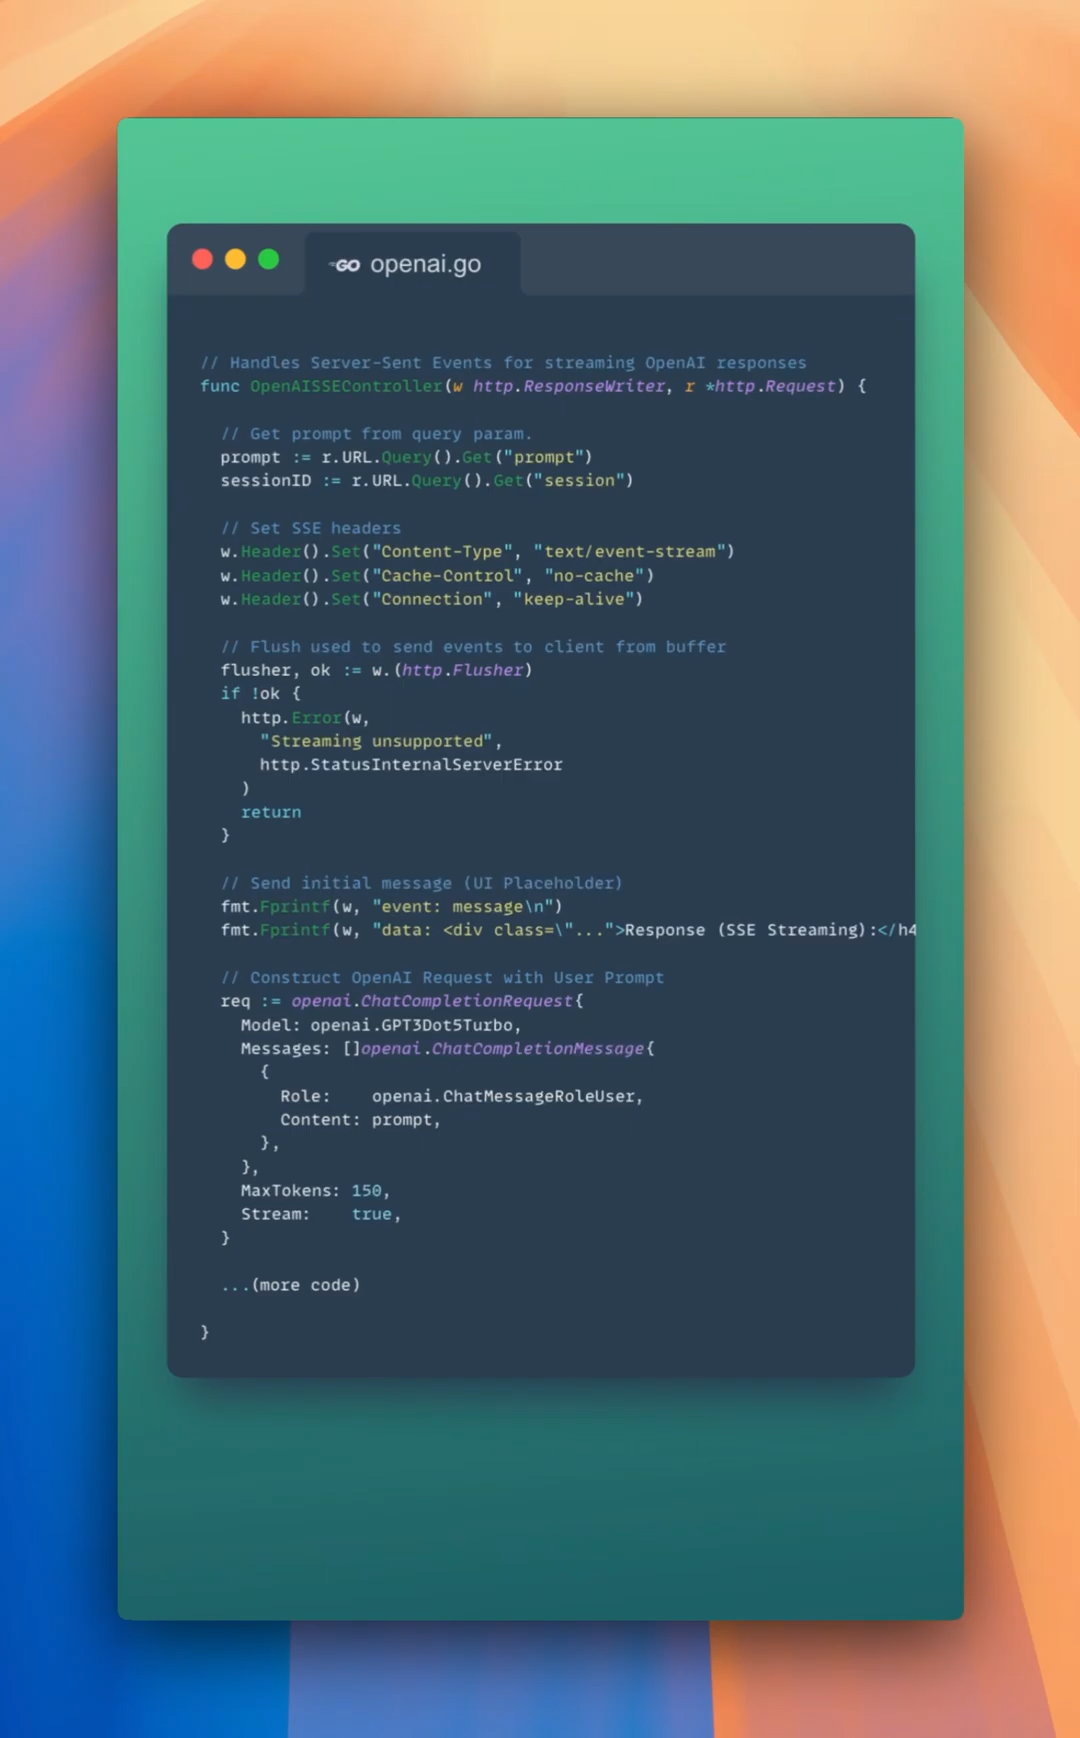 GO openai.go
// Handles Server-Sent Events for streaming OpenAI responses
func OpenAISSEController(w http.ResponseWriter, r *http.Request) {
// Get prompt from query param.
prompt := r.URL.Query().Get("prompt")
sessionID := r.URL.Query().Get("session")
// Set SSE headers
w.Header().Set("Content-Type", "text/event-stream")
w.Header().Set("Cache-Control", "no-cache")
w.Header().Set("Connection", "keep-alive")
// Flush used to send events to client from buffer
flusher, ok := w.(http.Flusher)
if !ok {
http.Error(w,
"Streaming unsupported",
http.StatusInternalServerError
)
return
}
// Send initial message (UI Placeholder)
fmt.Fprintf(w, "event: message\n")
fmt.Fprintf(w, "data: <div class=\"...">Response (SSE Streaming):</h4
// Construct OpenAI Request with User Prompt
req := openai.ChatCompletionRequest{
Model: openai.GPT3Dot5Turbo,
Messages: []openai.ChatCompletionMessage{
{
Role:    openai.ChatMessageRoleUser,
Content: prompt,
},
},
MaxTokens: 150,
Stream:    true,
}
...(more code)
}